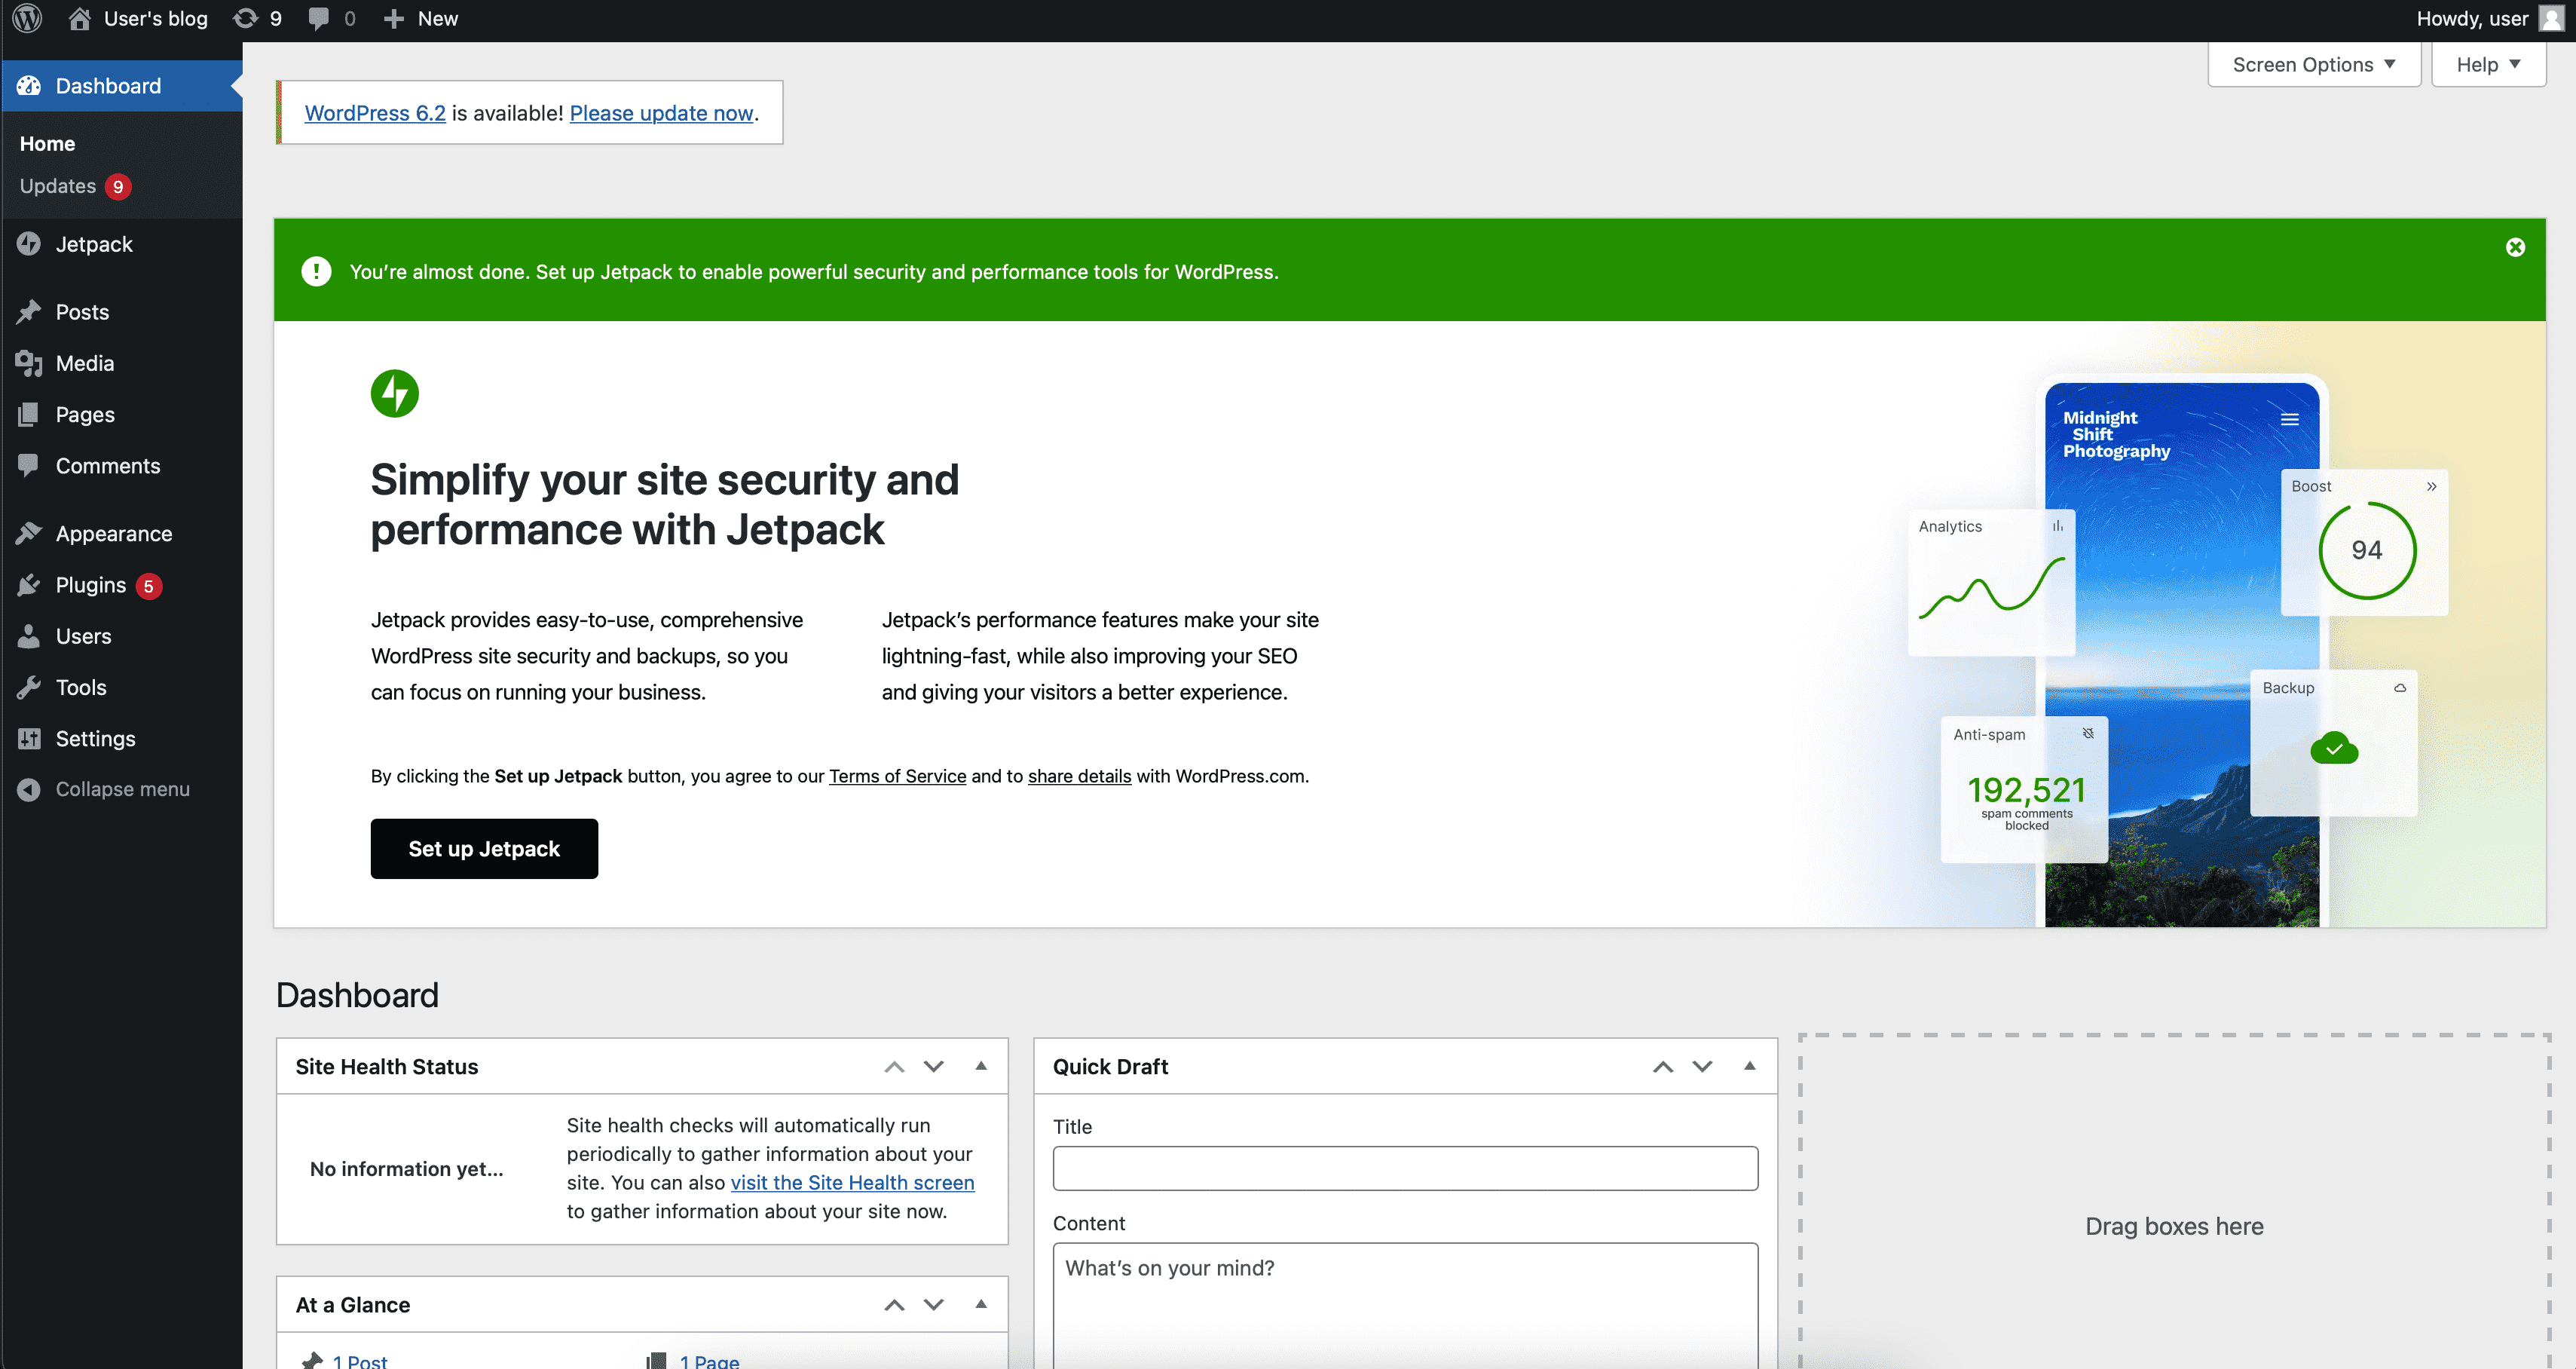 User's blog 9 0 New
Howdy, user
Screen Options
Help
Dashboard
Home
Updates 9
Jetpack
Posts
Media
Pages
Comments
Appearance
Plugins 5
Users
Tools
Settings
Collapse menu
WordPress 6.2 is available! Please update now.
You’re almost done. Set up Jetpack to enable powerful security and performance tools for WordPress.
Simplify your site security and
performance with Jetpack
Jetpack provides easy-to-use, comprehensive
WordPress site security and backups, so you
can focus on running your business.
Jetpack’s performance features make your site
lightning-fast, while also improving your SEO
and giving your visitors a better experience.
By clicking the Set up Jetpack button, you agree to our Terms of Service and to share details with WordPress.com.
Set up Jetpack
Midnight
Shift
Photography
Boost
94
Analytics
Backup
Anti-spam
192,521
spam comments
blocked
Dashboard
Site Health Status
No information yet...
Site health checks will automatically run
periodically to gather information about your
site. You can also visit the Site Health screen
to gather information about your site now.
At a Glance
1 Post
1 Page
Quick Draft
Title
Content
What’s on your mind?
Drag boxes here